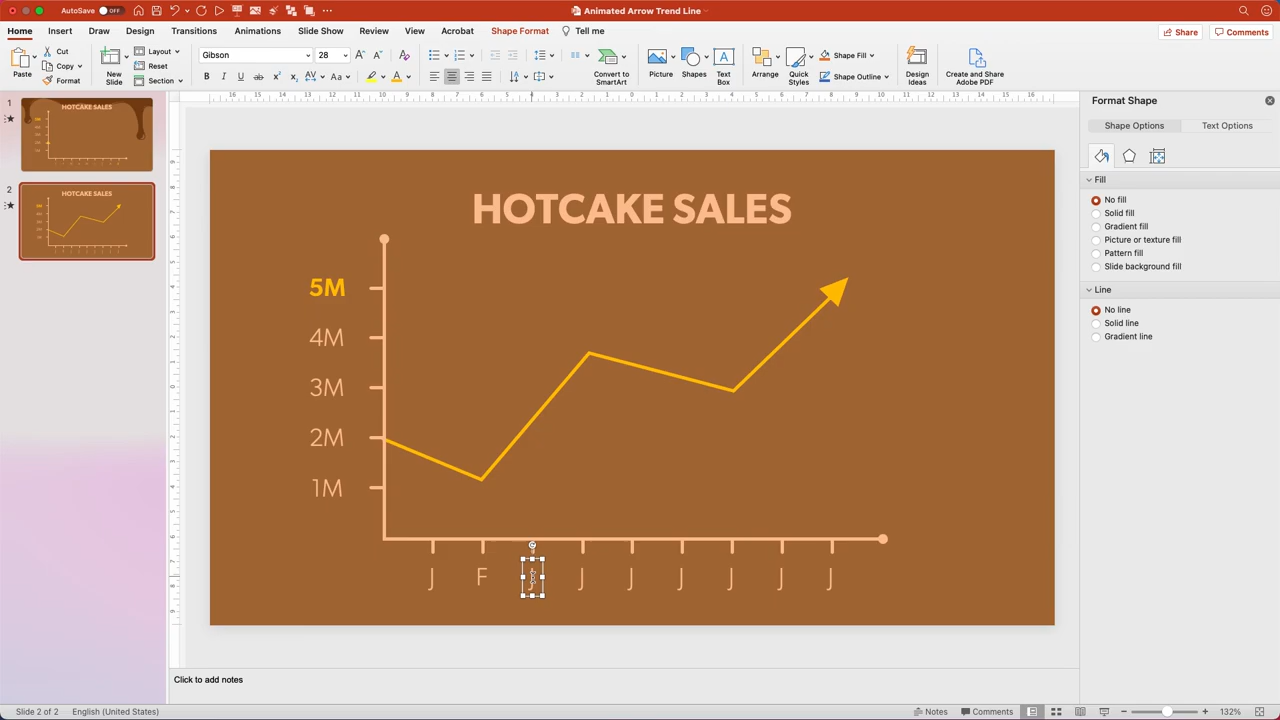 AutoSave OFF
Animated Arrow Trend Line
Home Insert Draw Design Transitions Animations Slide Show Review View Acrobat Shape Format Tell me
Share Comments
Paste
Cut
Copy
Format
New Slide
Layout
Reset
Section
Gibson 28
Convert to SmartArt
Picture
Shapes
Text Box
Arrange
Quick Styles
Shape Fill
Shape Outline
Design Ideas
Create and Share Adobe PDF
1
HOTCAKE SALES
2
HOTCAKE SALES
HOTCAKE SALES
5M
4M
3M
2M
1M
J F J J J J J J
Format Shape
Shape Options Text Options
Fill
No fill
Solid fill
Gradient fill
Picture or texture fill
Pattern fill
Slide background fill
Line
No line
Solid line
Gradient line
Click to add notes
Slide 2 of 2 English (United States)
Notes Comments 132%